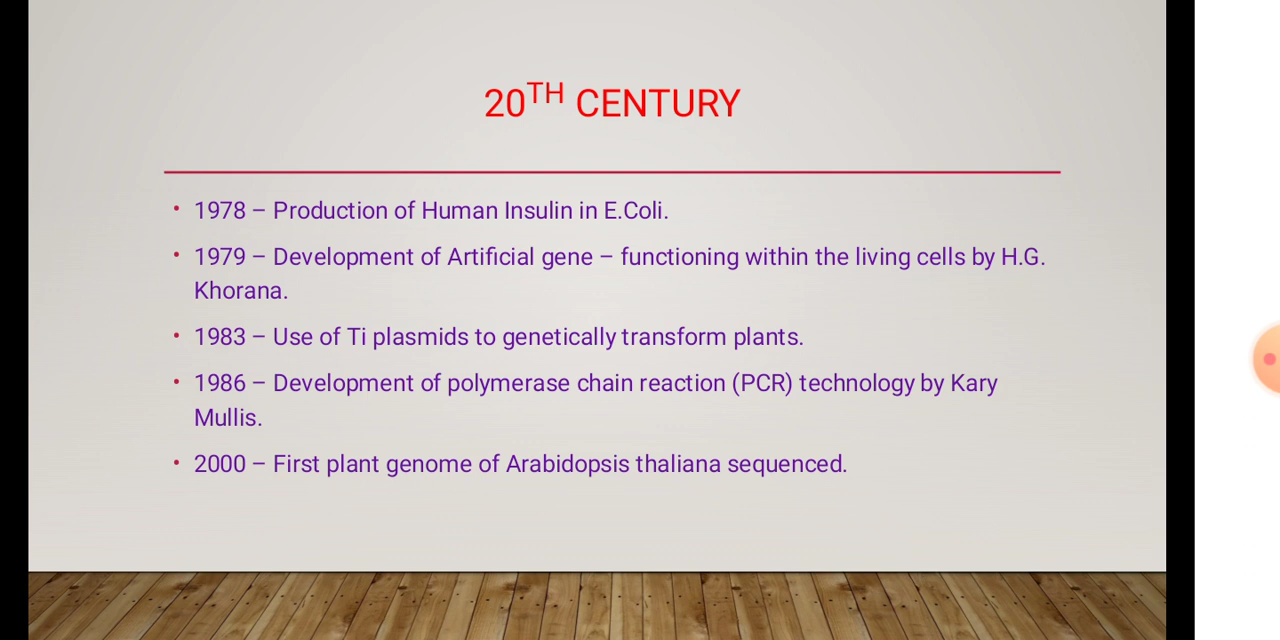 20TH CENTURY
• 1978 – Production of Human Insulin in E.Coli.
• 1979 – Development of Artificial gene – functioning within the living cells by H.G.
Khorana.
• 1983 – Use of Ti plasmids to genetically transform plants.
• 1986 – Development of polymerase chain reaction (PCR) technology by Kary
Mullis.
• 2000 – First plant genome of Arabidopsis thaliana sequenced.